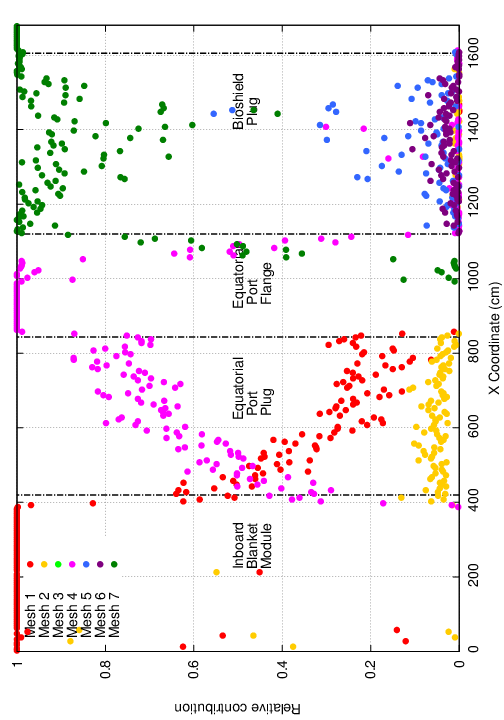 Mesh 1
Mesh 2
Mesh 3
Mesh 4
Mesh 5
Mesh 6
Mesh 7
Inboard
Blanket
Module
Equatorial
Port
Plug
Equatorial
Port
Flange
Bioshield
Plug
0
0.2
0.4
0.6
0.8
1
Relative contribution
0
200
400
600
800
1000
1200
1400
1600
X Coordinate (cm)